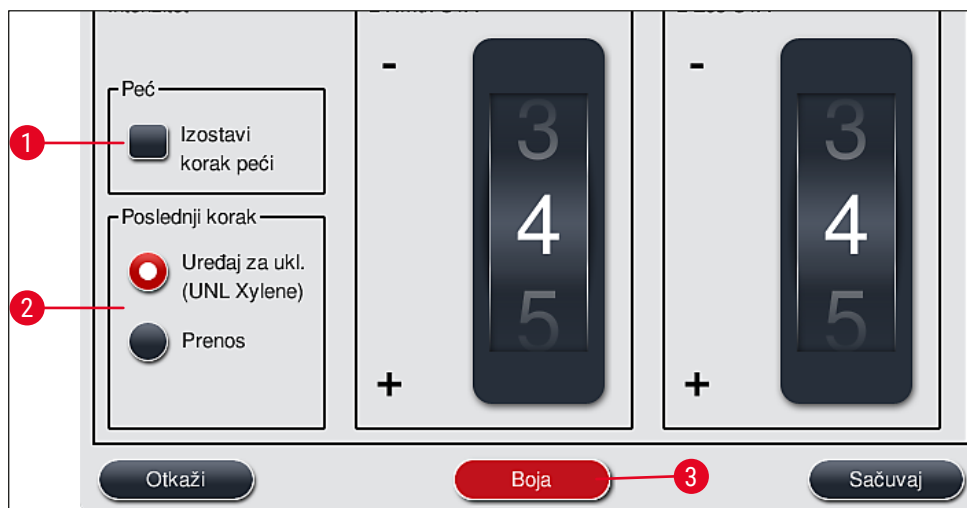 Peć
1
Izostavi
korak peći
Poslednji korak
2
Uređaj za ukl.
(UNL Xylene)
Prenos
-
3
4
5
+
-
3
4
5
+
Otkaži
Boja
3
Sačuvaj